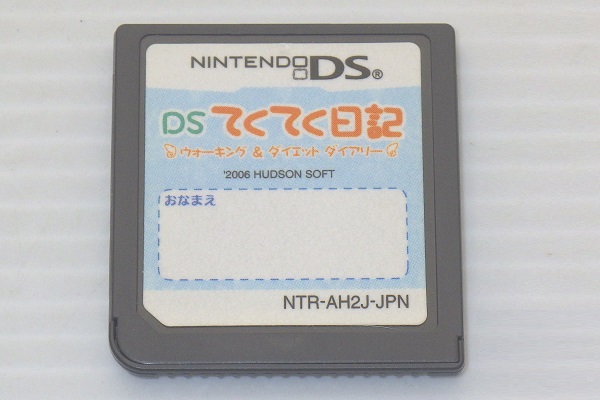 NINTENDO DS®
DS てくてく日記
ウォーキング & ダイエット ダイアリー
'2006 HUDSON SOFT
おなまえ
NTR-AH2J-JPN